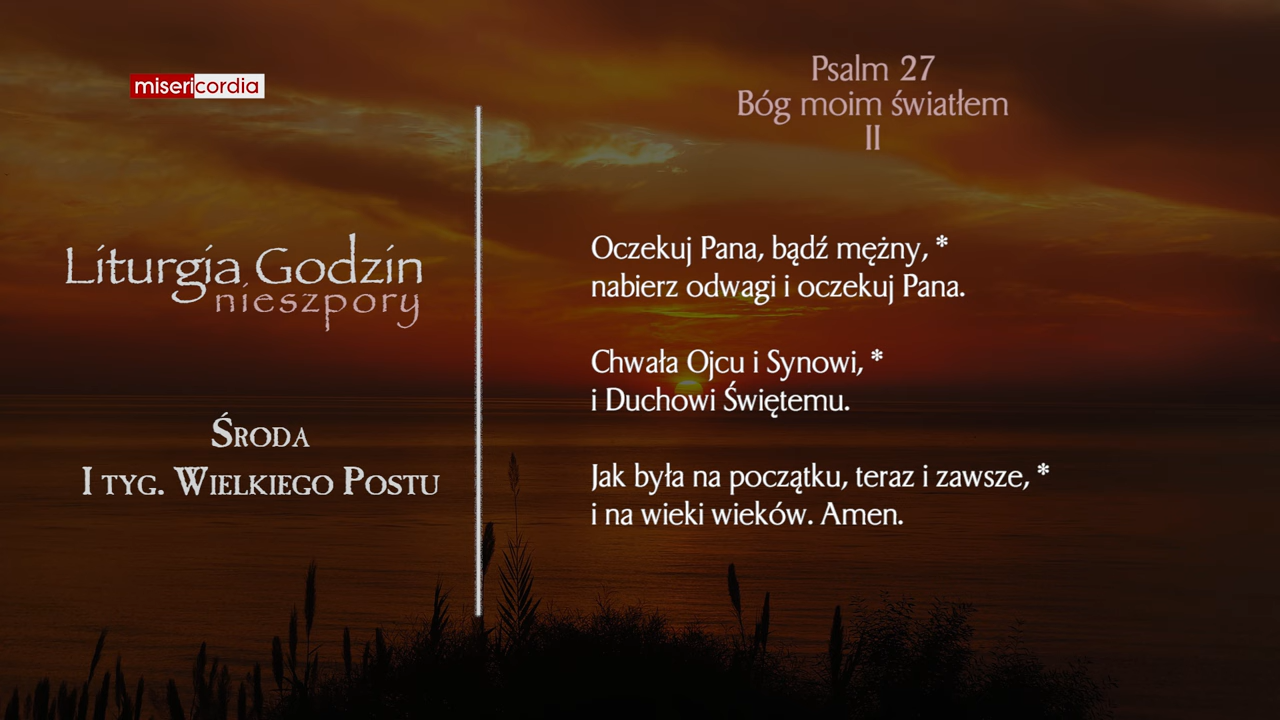 misericordia
Liturgia Godzin
nieszpory
Środa
I tyg. Wielkiego Postu
Psalm 27
Bóg moim światłem
II
Oczekuj Pana, bądź mężny, *
nabierz odwagi i oczekuj Pana.
Chwała Ojcu i Synowi, *
i Duchowi Świętemu.
Jak była na początku, teraz i zawsze, *
i na wieki wieków. Amen.